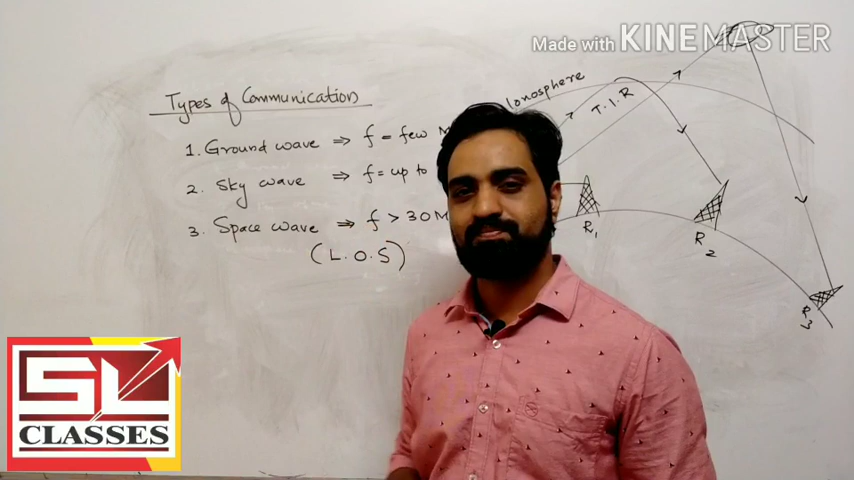 Made with KINEMASTER
Ionosphere
T.I.R
Types of Communication
1. Ground wave ⇒ f = few M
2. Sky wave ⇒ f = up to
3. Space wave ⇒ f > 30 M
(L.O.S)
R1
R2
R3
SL
CLASSES